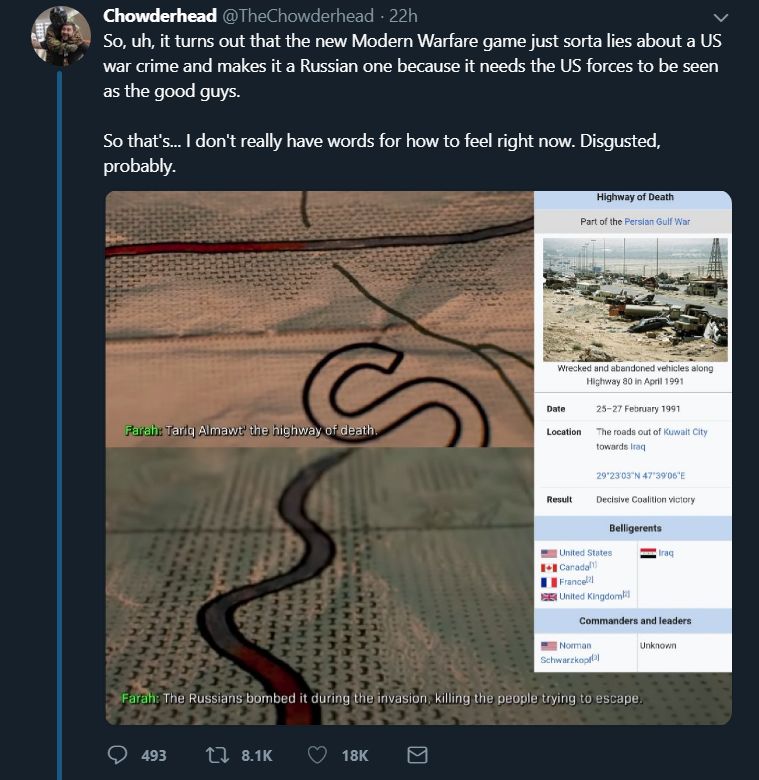 Chowderhead @TheChowderhead · 22h
So, uh, it turns out that the new Modern Warfare game just sorta lies about a US
war crime and makes it a Russian one because it needs the US forces to be seen
as the good guys.
So that's... I don't really have words for how to feel right now. Disgusted,
probably.
Farah: Tariq Almawt' the highway of death.
Farah: The Russians bombed it during the invasion, killing the people trying to escape.
Highway of Death
Part of the Persian Gulf War
Wrecked and abandoned vehicles along
Highway 80 in April 1991
Date 25–27 February 1991
Location The roads out of Kuwait City
towards Iraq
29°23′03″N 47°39′06″E
Result Decisive Coalition victory
Belligerents
United States Iraq
Canada[1]
France[2]
United Kingdom[2]
Commanders and leaders
Norman Unknown
Schwarzkopf[3]
493 8.1K 18K